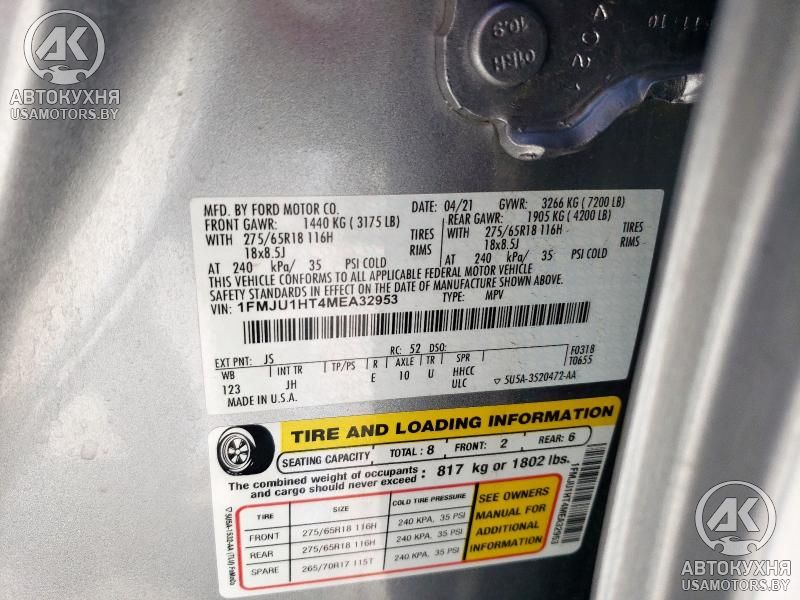 AK
АВТОКУХНЯ
USAMOTORS.BY
10.9
MFD. BY FORD MOTOR CO. DATE: 04/21 GVWR: 3266 KG ( 7200 LB)
FRONT GAWR: 1440 KG ( 3175 LB) REAR GAWR: 1905 KG ( 4200 LB)
WITH 275/65R18 116H TIRES WITH 275/65R18 116H TIRES
18x8.5J RIMS 18x8.5J RIMS
AT 240 kPa/ 35 PSI COLD AT 240 kPa/ 35 PSI COLD
THIS VEHICLE CONFORMS TO ALL APPLICABLE FEDERAL MOTOR VEHICLE
SAFETY STANDARDS IN EFFECT ON THE DATE OF MANUFACTURE SHOWN ABOVE.
VIN: 1FMJU1HT4MEA32953 TYPE: MPV
EXT PNT: JS RC: 52 DSO: F0318
WB INT TR TP/PS R AXLE TR SPR T0655
123 JH E 10 U HHCC
ULC
MADE IN U.S.A. ▽ 5U5A-3520472-AA
TIRE AND LOADING INFORMATION
SEATING CAPACITY TOTAL : 8 FRONT: 2 REAR: 6
The combined weight of occupants and cargo should never exceed : 817 kg or 1802 lbs.
TIRE SIZE COLD TIRE PRESSURE
FRONT 275/65R18 116H 240 KPA, 35 PSI
REAR 275/65R18 116H 240 KPA, 35 PSI
SPARE 265/70R17 115T 240 KPA, 35 PSI
SEE OWNERS
MANUAL FOR
ADDITIONAL
INFORMATION
1FMJU1HT4MEA32953
AK
АВТОКУХНЯ
USAMOTORS.BY